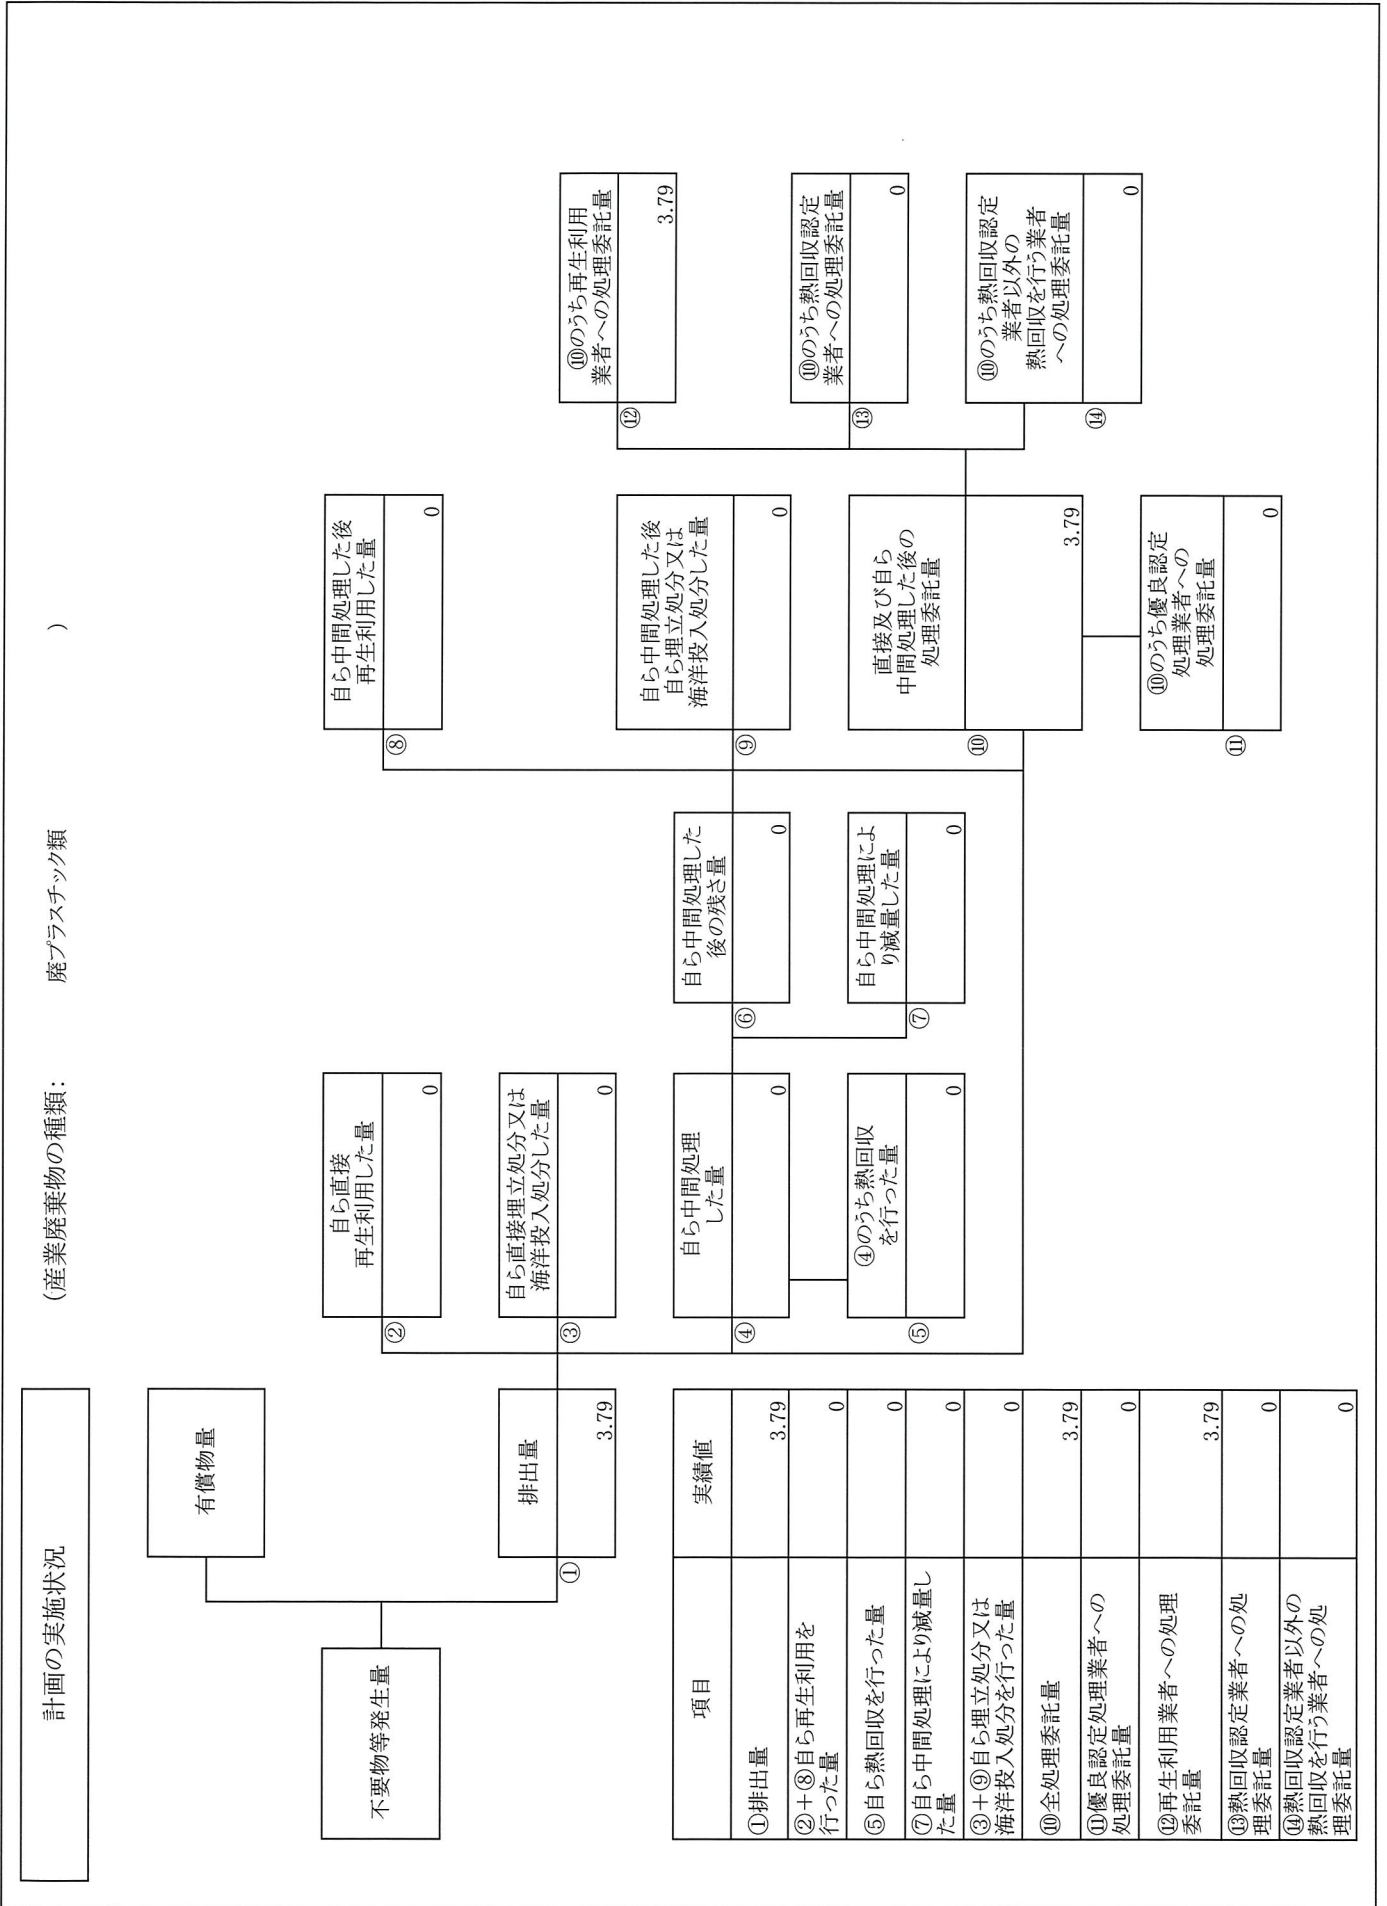 計画の実施状況
(産業廃棄物の種類: 廃プラスチック類 )
不要物等発生量
有償物量
①
排出量
3.79
②
自ら直接
再生利用した量
0
③
自ら直接埋立処分又は
海洋投入処分した量
0
④
自ら中間処理
した量
0
⑤
④のうち熱回収
を行った量
0
⑥
自ら中間処理した
後の残さ量
0
⑦
自ら中間処理によ
り減量した量
0
⑧
自ら中間処理した後
再生利用した量
0
⑨
自ら中間処理した後
自ら埋立処分又は
海洋投入処分した量
0
⑩
直接及び自ら
中間処理した後の
処理委託量
3.79
⑪
⑩のうち優良認定
処理業者への
処理委託量
0
⑫
⑩のうち再生利用
業者への処理委託量
3.79
⑬
⑩のうち熱回収認定
業者への処理委託量
0
⑭
⑩のうち熱回収認定
業者以外の
熱回収を行う業者
への処理委託量
0
項目 実績値
①排出量 3.79
②+⑧自ら再生利用を
行った量 0
⑤自ら熱回収を行った量 0
⑦自ら中間処理により減量し
た量 0
③+⑨自ら埋立処分又は
海洋投入処分を行った量 0
⑩全処理委託量 3.79
⑪優良認定処理業者への
処理委託量 0
⑫再生利用業者への処理
委託量 3.79
⑬熱回収認定業者への処
理委託量 0
⑭熱回収認定業者以外の
熱回収を行う業者への処
理委託量 0